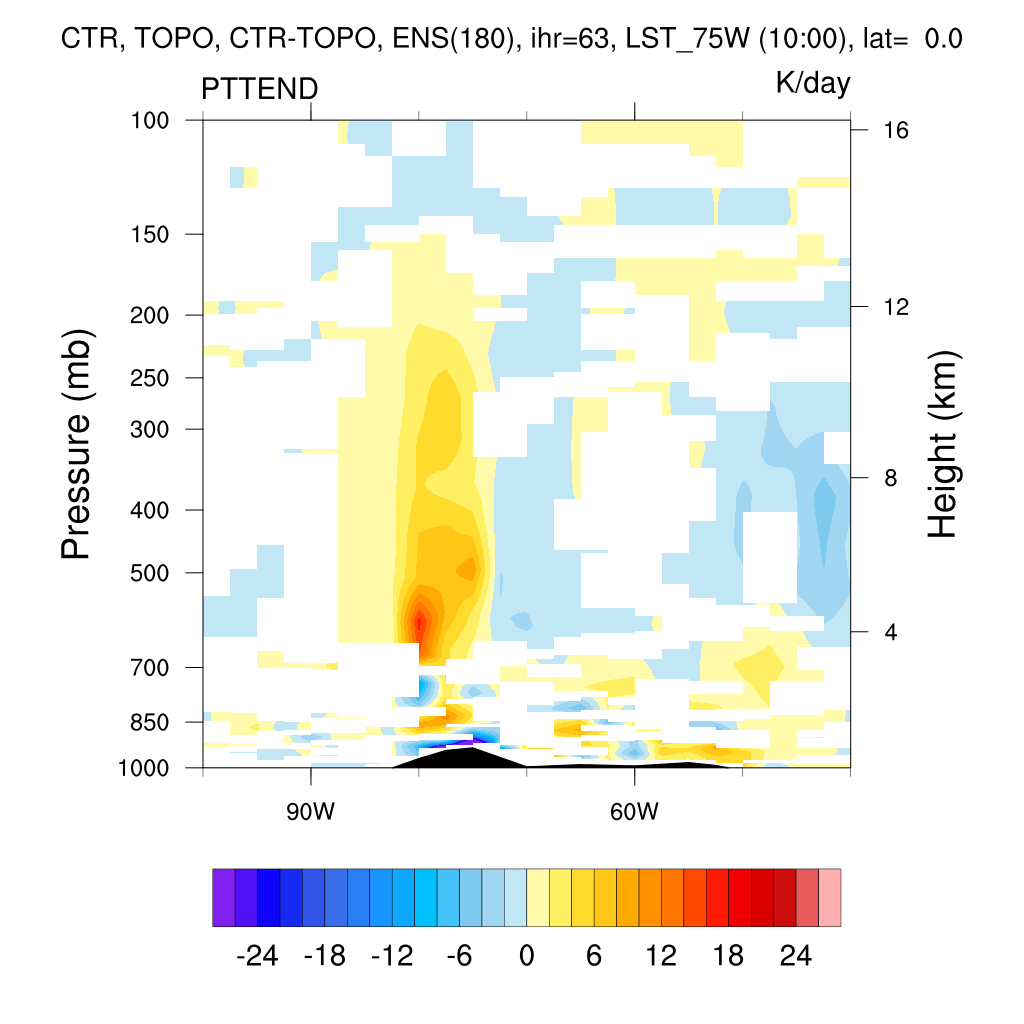 CTR, TOPO, CTR-TOPO, ENS(180), ihr=63, LST_75W (10:00), lat=  0.0
PTTEND
K/day
100
150
200
250
300
400
500
700
850
1000
Pressure (mb)
16
12
8
4
Height (km)
90W
60W
-24 -18 -12 -6 0 6 12 18 24